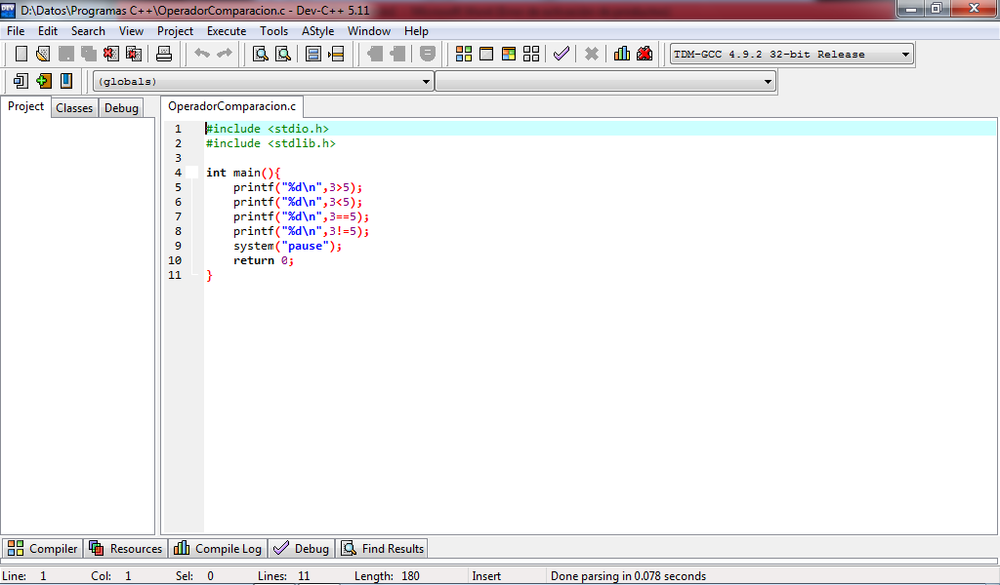 D:\Datos\Programas C++\OperadorComparacion.c - Dev-C++ 5.11
File Edit Search View Project Execute Tools AStyle Window Help
TDM-GCC 4.9.2 32-bit Release
(globals)
Project Classes Debug
OperadorComparacion.c
1 #include <stdio.h>
2 #include <stdlib.h>
3
4 int main(){
5 printf("%d\n",3>5);
6 printf("%d\n",3<5);
7 printf("%d\n",3==5);
8 printf("%d\n",3!=5);
9 system("pause");
10 return 0;
11 }
Compiler Resources Compile Log Debug Find Results
Line: 1 Col: 1 Sel: 0 Lines: 11 Length: 180 Insert Done parsing in 0.078 seconds